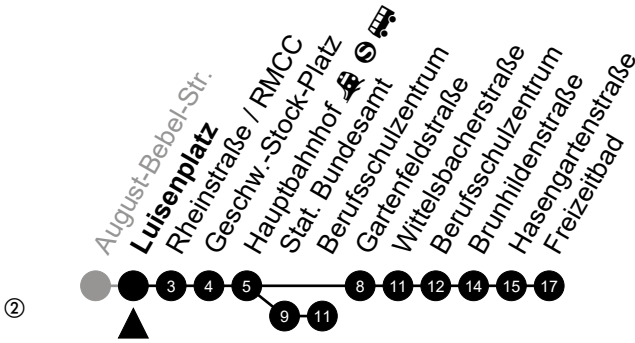 August-Bebel-Str.
Luisenplatz
Rheinstraße / RMCC
Geschw.-Stock-Platz
Hauptbahnhof S
Stat. Bundesamt
Berufsschulzentrum
Gartenfeldstraße
Wittelsbacherstraße
Berufsschulzentrum
Brunhildenstraße
Hasengartenstraße
Freizeitbad
3 4 5 8 11 12 14 15 17
② 9 11